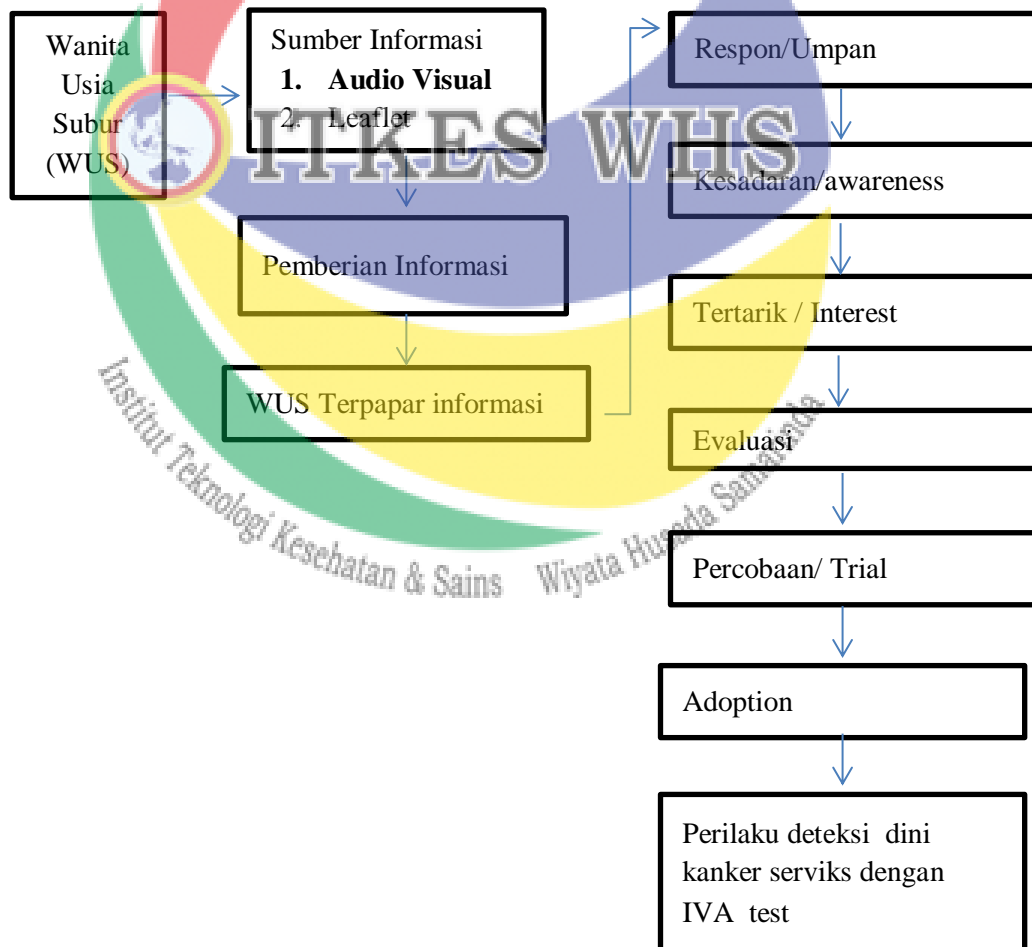 Wanita
Usia
Subur
(WUS)
Sumber Informasi
1. Audio Visual
2. Leaflet
Pemberian Informasi
WUS Terpapar informasi
Respon/Umpan
Kesadaran/awareness
Tertarik / Interest
Evaluasi
Percobaan/ Trial
Adoption
Perilaku deteksi dini
kanker serviks dengan
IVA test
ITKES WHS
Institut Teknologi Kesehatan & Sains Wiyata Husada Samarinda